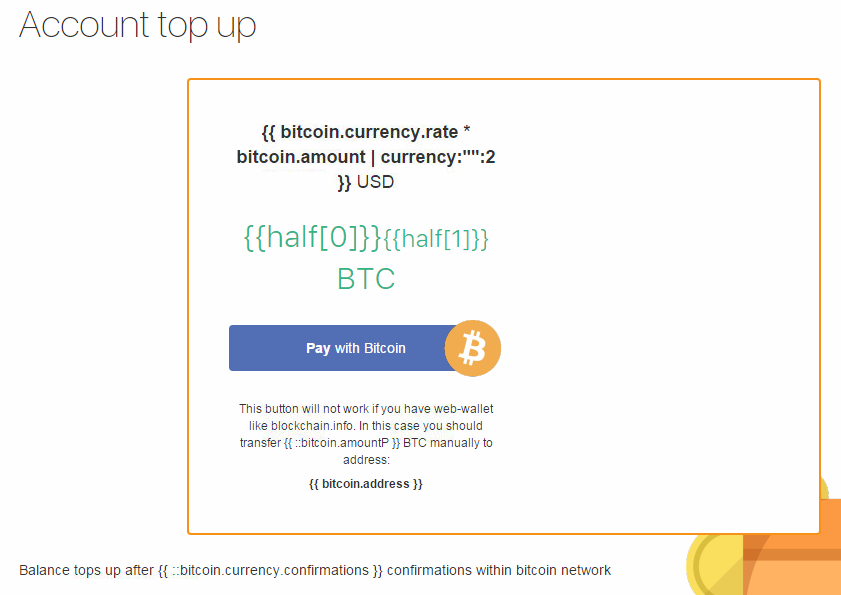 Account top up
{{ bitcoin.currency.rate *
bitcoin.amount | currency:"":2
}} USD
{{half[0]}}{{half[1]}}
BTC
Pay with Bitcoin
This button will not work if you have web-wallet
like blockchain.info. In this case you should
transfer {{ ::bitcoin.amountP }} BTC manually to
address:
{{ bitcoin.address }}
Balance tops up after {{ ::bitcoin.currency.confirmations }} confirmations within bitcoin network